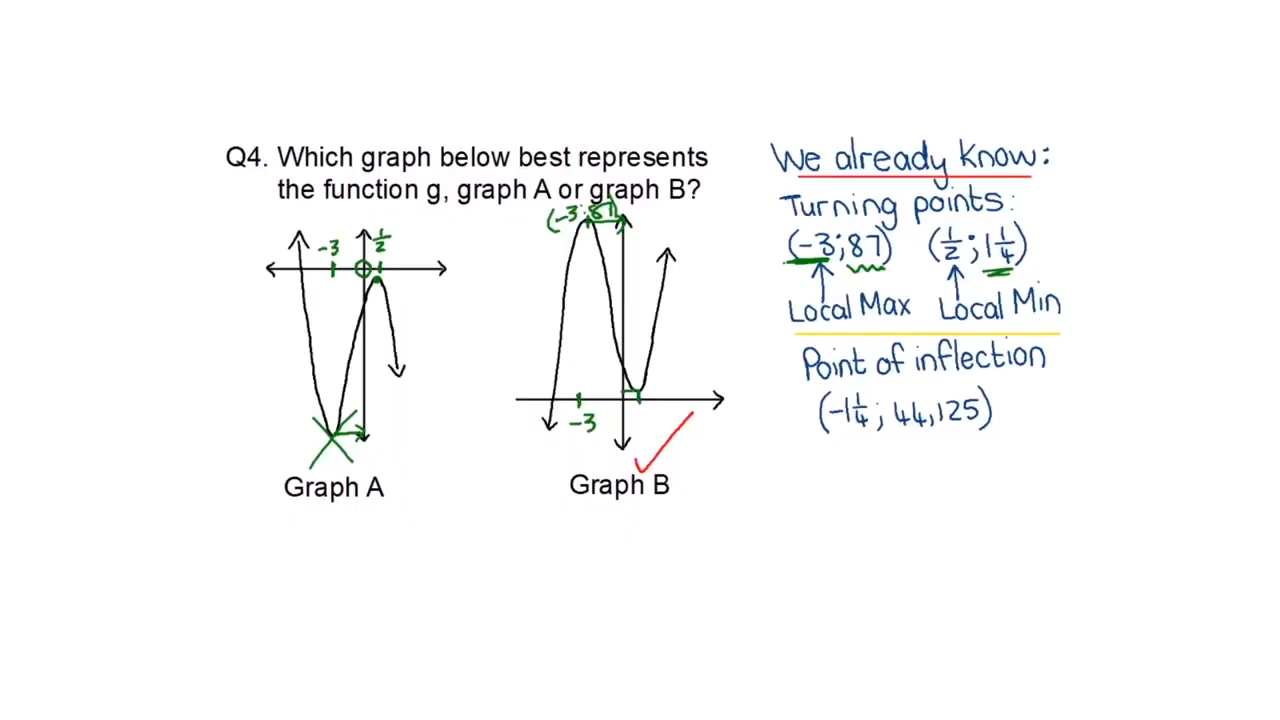 Q4. Which graph below best represents
the function g, graph A or graph B?
-3
1/2
Graph A
(-3;87)
-3
Graph B
We already know:
Turning points:
(-3;87) (1/2;1 1/4)
Local Max Local Min
Point of inflection
(-1 1/4; 44,125)